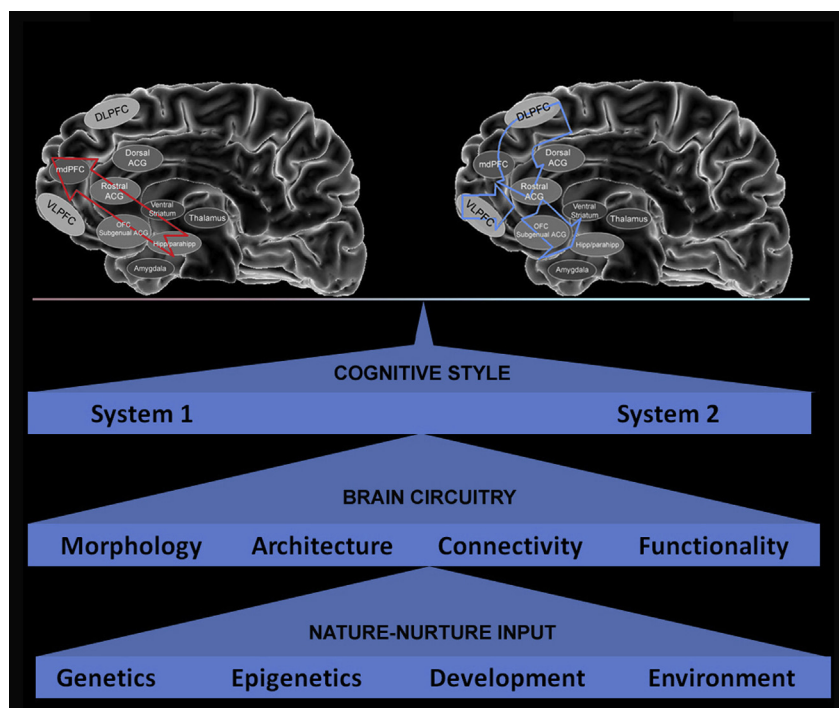 DLPFC
mdPFC
Dorsal
ACG
Rostral
ACG
VLPFC
Ventral
Striatum
Thalamus
OFC
Subgenual ACG
Hipp/parahipp
Amygdala
DLPFC
mdPFC
Dorsal
ACG
Rostral
ACG
VLPFC
Ventral
Striatum
Thalamus
OFC
Subgenual ACG
Hipp/parahipp
Amygdala
COGNITIVE STYLE
System 1 System 2
BRAIN CIRCUITRY
Morphology Architecture Connectivity Functionality
NATURE-NURTURE INPUT
Genetics Epigenetics Development Environment